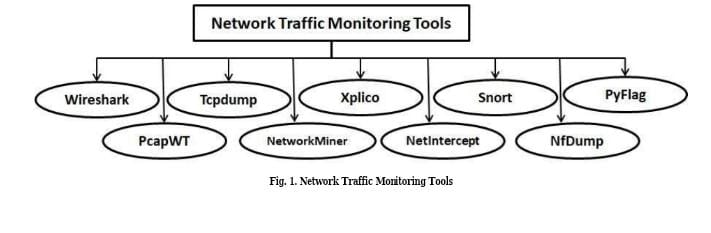 Network Traffic Monitoring Tools
Wireshark
Tcpdump
Xplico
Snort
PyFlag
PcapWT
NetworkMiner
NetIntercept
NfDump
Fig. 1. Network Traffic Monitoring Tools